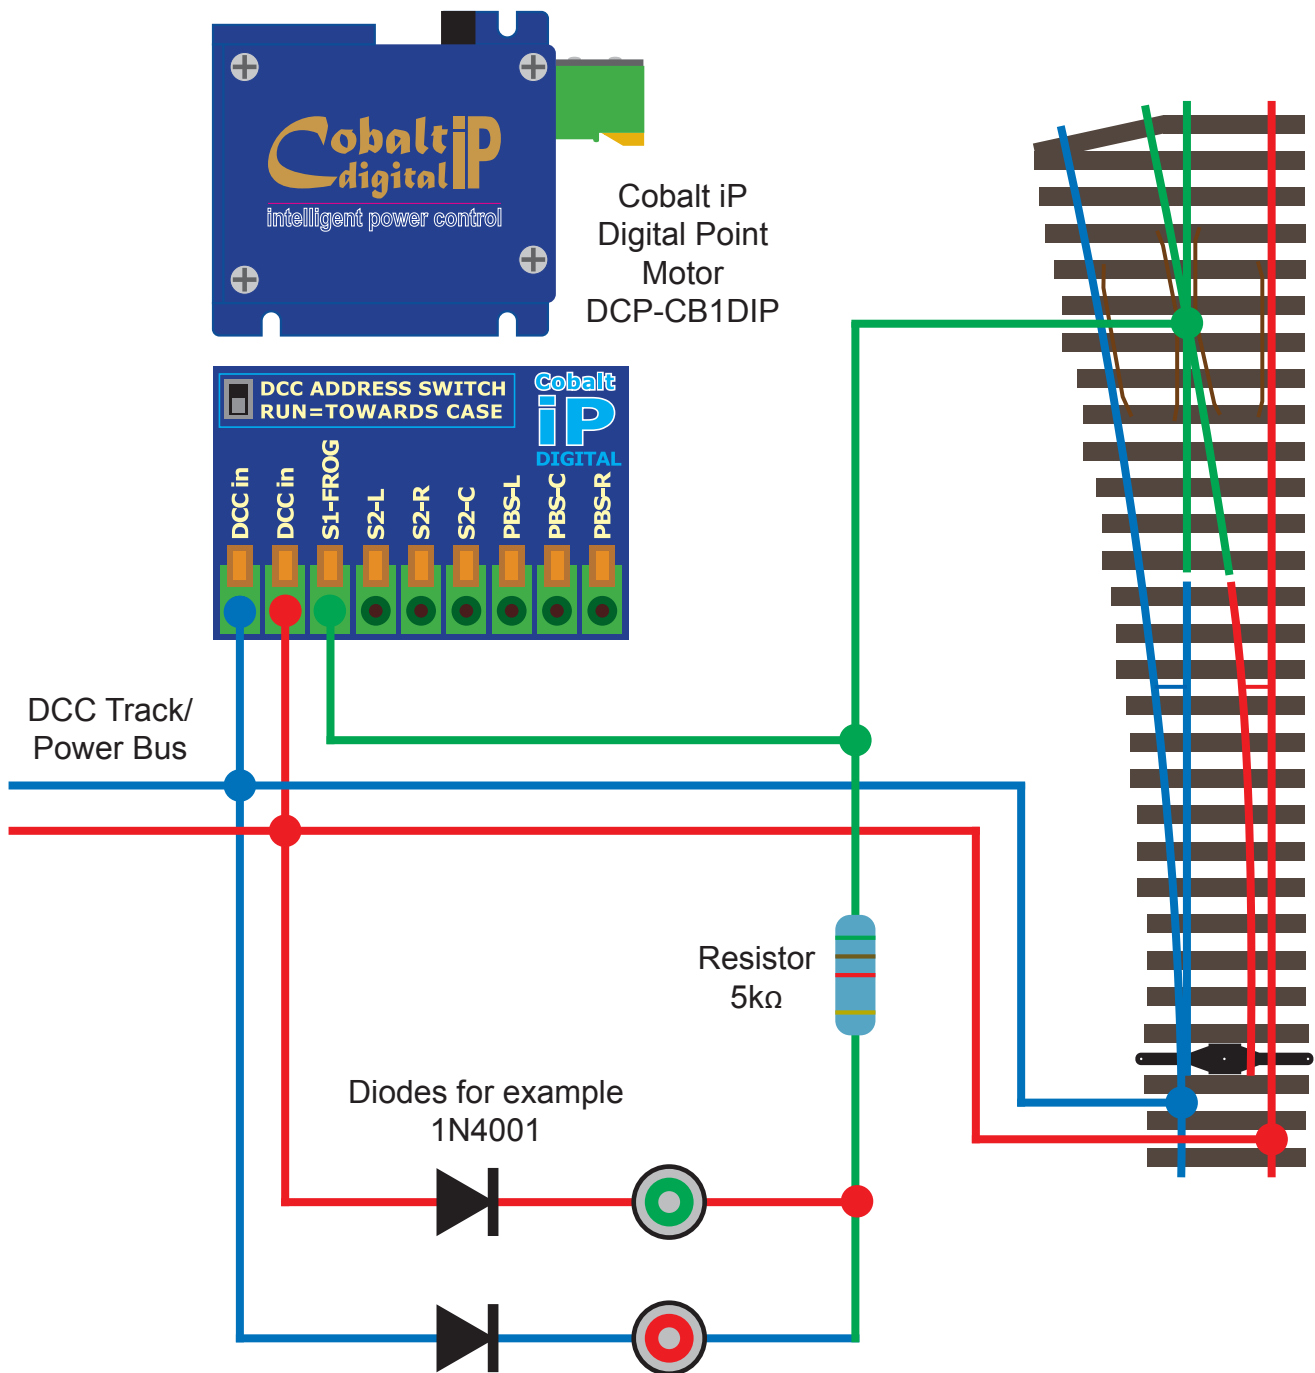 Cobalt iP
digital
intelligent power control
Cobalt iP
Digital Point
Motor
DCP-CB1DIP
DCC ADDRESS SWITCH
RUN=TOWARDS CASE
Cobalt
iP
DIGITAL
DCC in
DCC in
S1-FROG
S2-L
S2-R
S2-C
PBS-L
PBS-C
PBS-R
DCC Track/
Power Bus
Resistor
5kΩ
Diodes for example
1N4001